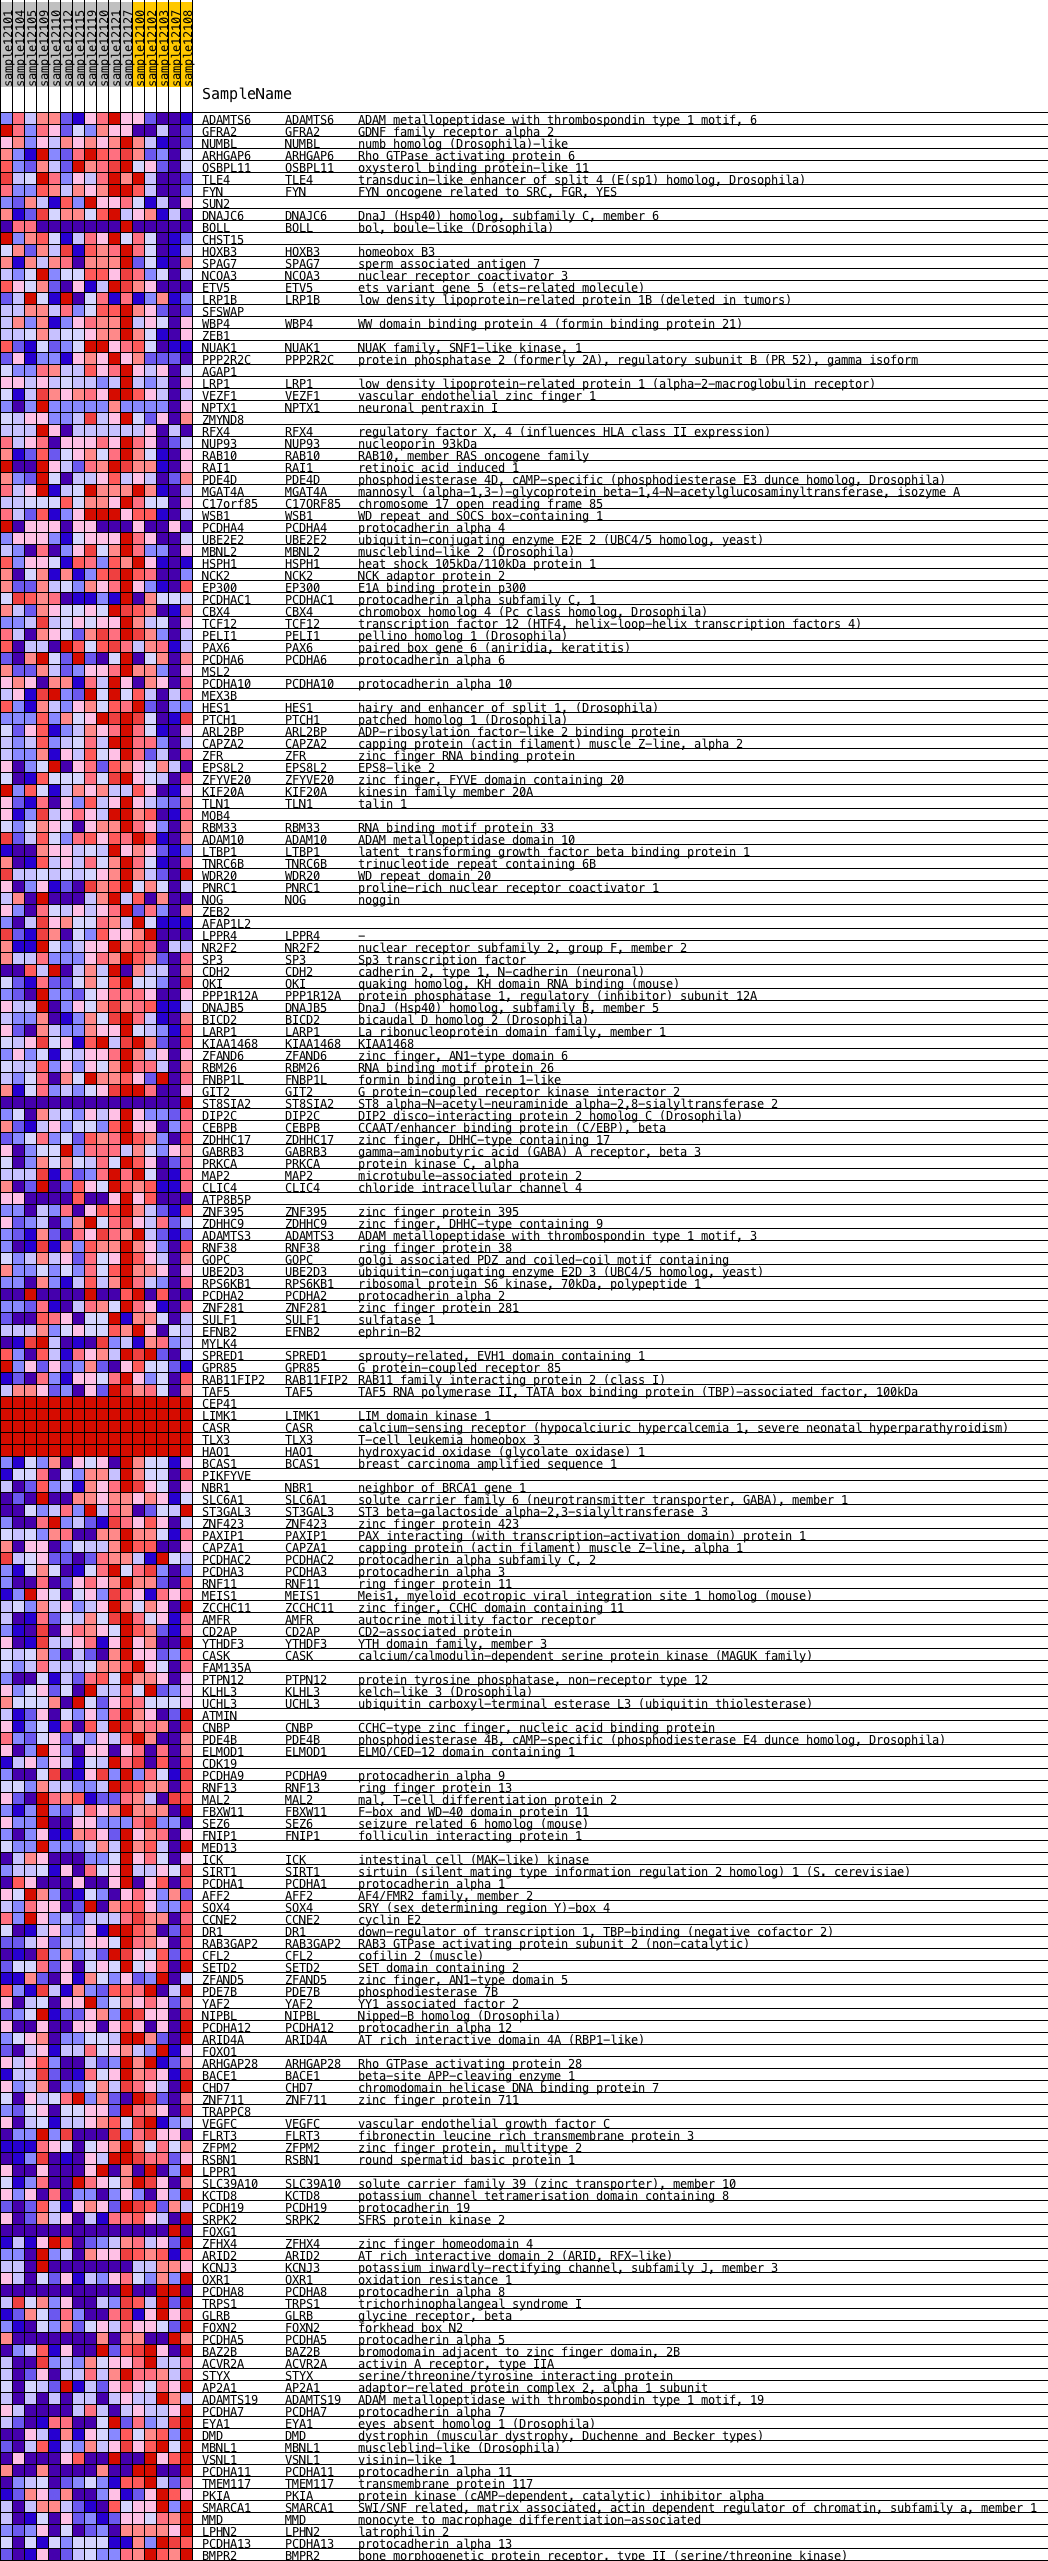 sample12101
sample12104
sample12105
sample12109
sample12110
sample12112
sample12115
sample12119
sample12120
sample12121
sample12127
sample12100
sample12102
sample12103
sample12107
sample12108
SampleName
ADAMTS6 ADAMTS6 ADAM metallopeptidase with thrombospondin type 1 motif, 6
GFRA2 GFRA2 GDNF family receptor alpha 2
NUMBL NUMBL numb homolog (Drosophila)-like
ARHGAP6 ARHGAP6 Rho GTPase activating protein 6
OSBPL11 OSBPL11 oxysterol binding protein-like 11
TLE4 TLE4 transducin-like enhancer of split 4 (E(sp1) homolog, Drosophila)
FYN FYN FYN oncogene related to SRC, FGR, YES
SUN2
DNAJC6 DNAJC6 DnaJ (Hsp40) homolog, subfamily C, member 6
BOLL BOLL bol, boule-like (Drosophila)
CHST15
HOXB3 HOXB3 homeobox B3
SPAG7 SPAG7 sperm associated antigen 7
NCOA3 NCOA3 nuclear receptor coactivator 3
ETV5 ETV5 ets variant gene 5 (ets-related molecule)
LRP1B LRP1B low density lipoprotein-related protein 1B (deleted in tumors)
SFSWAP
WBP4 WBP4 WW domain binding protein 4 (formin binding protein 21)
ZEB1
NUAK1 NUAK1 NUAK family, SNF1-like kinase, 1
PPP2R2C PPP2R2C protein phosphatase 2 (formerly 2A), regulatory subunit B (PR 52), gamma isoform
AGAP1
LRP1 LRP1 low density lipoprotein-related protein 1 (alpha-2-macroglobulin receptor)
VEZF1 VEZF1 vascular endothelial zinc finger 1
NPTX1 NPTX1 neuronal pentraxin I
ZMYND8
RFX4 RFX4 regulatory factor X, 4 (influences HLA class II expression)
NUP93 NUP93 nucleoporin 93kDa
RAB10 RAB10 RAB10, member RAS oncogene family
RAI1 RAI1 retinoic acid induced 1
PDE4D PDE4D phosphodiesterase 4D, cAMP-specific (phosphodiesterase E3 dunce homolog, Drosophila)
MGAT4A MGAT4A mannosyl (alpha-1,3-)-glycoprotein beta-1,4-N-acetylglucosaminyltransferase, isozyme A
C17orf85 C17ORF85 chromosome 17 open reading frame 85
WSB1 WSB1 WD repeat and SOCS box-containing 1
PCDHA4 PCDHA4 protocadherin alpha 4
UBE2E2 UBE2E2 ubiquitin-conjugating enzyme E2E 2 (UBC4/5 homolog, yeast)
MBNL2 MBNL2 muscleblind-like 2 (Drosophila)
HSPH1 HSPH1 heat shock 105kDa/110kDa protein 1
NCK2 NCK2 NCK adaptor protein 2
EP300 EP300 E1A binding protein p300
PCDHAC1 PCDHAC1 protocadherin alpha subfamily C, 1
CBX4 CBX4 chromobox homolog 4 (Pc class homolog, Drosophila)
TCF12 TCF12 transcription factor 12 (HTF4, helix-loop-helix transcription factors 4)
PELI1 PELI1 pellino homolog 1 (Drosophila)
PAX6 PAX6 paired box gene 6 (aniridia, keratitis)
PCDHA6 PCDHA6 protocadherin alpha 6
MSL2
PCDHA10 PCDHA10 protocadherin alpha 10
MEX3B
HES1 HES1 hairy and enhancer of split 1, (Drosophila)
PTCH1 PTCH1 patched homolog 1 (Drosophila)
ARL2BP ARL2BP ADP-ribosylation factor-like 2 binding protein
CAPZA2 CAPZA2 capping protein (actin filament) muscle Z-line, alpha 2
ZFR ZFR zinc finger RNA binding protein
EPS8L2 EPS8L2 EPS8-like 2
ZFYVE20 ZFYVE20 zinc finger, FYVE domain containing 20
KIF20A KIF20A kinesin family member 20A
TLN1 TLN1 talin 1
MOB4
RBM33 RBM33 RNA binding motif protein 33
ADAM10 ADAM10 ADAM metallopeptidase domain 10
LTBP1 LTBP1 latent transforming growth factor beta binding protein 1
TNRC6B TNRC6B trinucleotide repeat containing 6B
WDR20 WDR20 WD repeat domain 20
PNRC1 PNRC1 proline-rich nuclear receptor coactivator 1
NOG NOG noggin
ZEB2
AFAP1L2
LPPR4 LPPR4 −
NR2F2 NR2F2 nuclear receptor subfamily 2, group F, member 2
SP3 SP3 Sp3 transcription factor
CDH2 CDH2 cadherin 2, type 1, N-cadherin (neuronal)
QKI QKI quaking homolog, KH domain RNA binding (mouse)
PPP1R12A PPP1R12A protein phosphatase 1, regulatory (inhibitor) subunit 12A
DNAJB5 DNAJB5 DnaJ (Hsp40) homolog, subfamily B, member 5
BICD2 BICD2 bicaudal D homolog 2 (Drosophila)
LARP1 LARP1 La ribonucleoprotein domain family, member 1
KIAA1468 KIAA1468 KIAA1468
ZFAND6 ZFAND6 zinc finger, AN1-type domain 6
RBM26 RBM26 RNA binding motif protein 26
FNBP1L FNBP1L formin binding protein 1-like
GIT2 GIT2 G protein-coupled receptor kinase interactor 2
ST8SIA2 ST8SIA2 ST8 alpha-N-acetyl-neuraminide alpha-2,8-sialyltransferase 2
DIP2C DIP2C DIP2 disco-interacting protein 2 homolog C (Drosophila)
CEBPB CEBPB CCAAT/enhancer binding protein (C/EBP), beta
ZDHHC17 ZDHHC17 zinc finger, DHHC-type containing 17
GABRB3 GABRB3 gamma-aminobutyric acid (GABA) A receptor, beta 3
PRKCA PRKCA protein kinase C, alpha
MAP2 MAP2 microtubule-associated protein 2
CLIC4 CLIC4 chloride intracellular channel 4
ATP8B5P
ZNF395 ZNF395 zinc finger protein 395
ZDHHC9 ZDHHC9 zinc finger, DHHC-type containing 9
ADAMTS3 ADAMTS3 ADAM metallopeptidase with thrombospondin type 1 motif, 3
RNF38 RNF38 ring finger protein 38
GOPC GOPC golgi associated PDZ and coiled-coil motif containing
UBE2D3 UBE2D3 ubiquitin-conjugating enzyme E2D 3 (UBC4/5 homolog, yeast)
RPS6KB1 RPS6KB1 ribosomal protein S6 kinase, 70kDa, polypeptide 1
PCDHA2 PCDHA2 protocadherin alpha 2
ZNF281 ZNF281 zinc finger protein 281
SULF1 SULF1 sulfatase 1
EFNB2 EFNB2 ephrin-B2
MYLK4
SPRED1 SPRED1 sprouty-related, EVH1 domain containing 1
GPR85 GPR85 G protein-coupled receptor 85
RAB11FIP2 RAB11FIP2 RAB11 family interacting protein 2 (class I)
TAF5 TAF5 TAF5 RNA polymerase II, TATA box binding protein (TBP)-associated factor, 100kDa
CEP41
LIMK1 LIMK1 LIM domain kinase 1
CASR CASR calcium-sensing receptor (hypocalciuric hypercalcemia 1, severe neonatal hyperparathyroidism)
TLX3 TLX3 T-cell leukemia homeobox 3
HAO1 HAO1 hydroxyacid oxidase (glycolate oxidase) 1
BCAS1 BCAS1 breast carcinoma amplified sequence 1
PIKFYVE
NBR1 NBR1 neighbor of BRCA1 gene 1
SLC6A1 SLC6A1 solute carrier family 6 (neurotransmitter transporter, GABA), member 1
ST3GAL3 ST3GAL3 ST3 beta-galactoside alpha-2,3-sialyltransferase 3
ZNF423 ZNF423 zinc finger protein 423
PAXIP1 PAXIP1 PAX interacting (with transcription-activation domain) protein 1
CAPZA1 CAPZA1 capping protein (actin filament) muscle Z-line, alpha 1
PCDHAC2 PCDHAC2 protocadherin alpha subfamily C, 2
PCDHA3 PCDHA3 protocadherin alpha 3
RNF11 RNF11 ring finger protein 11
MEIS1 MEIS1 Meis1, myeloid ecotropic viral integration site 1 homolog (mouse)
ZCCHC11 ZCCHC11 zinc finger, CCHC domain containing 11
AMFR AMFR autocrine motility factor receptor
CD2AP CD2AP CD2-associated protein
YTHDF3 YTHDF3 YTH domain family, member 3
CASK CASK calcium/calmodulin-dependent serine protein kinase (MAGUK family)
FAM135A
PTPN12 PTPN12 protein tyrosine phosphatase, non-receptor type 12
KLHL3 KLHL3 kelch-like 3 (Drosophila)
UCHL3 UCHL3 ubiquitin carboxyl-terminal esterase L3 (ubiquitin thiolesterase)
ATMIN
CNBP CNBP CCHC-type zinc finger, nucleic acid binding protein
PDE4B PDE4B phosphodiesterase 4B, cAMP-specific (phosphodiesterase E4 dunce homolog, Drosophila)
ELMOD1 ELMOD1 ELMO/CED-12 domain containing 1
CDK19
PCDHA9 PCDHA9 protocadherin alpha 9
RNF13 RNF13 ring finger protein 13
MAL2 MAL2 mal, T-cell differentiation protein 2
FBXW11 FBXW11 F-box and WD-40 domain protein 11
SEZ6 SEZ6 seizure related 6 homolog (mouse)
FNIP1 FNIP1 folliculin interacting protein 1
MED13
ICK ICK intestinal cell (MAK-like) kinase
SIRT1 SIRT1 sirtuin (silent mating type information regulation 2 homolog) 1 (S. cerevisiae)
PCDHA1 PCDHA1 protocadherin alpha 1
AFF2 AFF2 AF4/FMR2 family, member 2
SOX4 SOX4 SRY (sex determining region Y)-box 4
CCNE2 CCNE2 cyclin E2
DR1 DR1 down-regulator of transcription 1, TBP-binding (negative cofactor 2)
RAB3GAP2 RAB3GAP2 RAB3 GTPase activating protein subunit 2 (non-catalytic)
CFL2 CFL2 cofilin 2 (muscle)
SETD2 SETD2 SET domain containing 2
ZFAND5 ZFAND5 zinc finger, AN1-type domain 5
PDE7B PDE7B phosphodiesterase 7B
YAF2 YAF2 YY1 associated factor 2
NIPBL NIPBL Nipped-B homolog (Drosophila)
PCDHA12 PCDHA12 protocadherin alpha 12
ARID4A ARID4A AT rich interactive domain 4A (RBP1-like)
FOXO1
ARHGAP28 ARHGAP28 Rho GTPase activating protein 28
BACE1 BACE1 beta-site APP-cleaving enzyme 1
CHD7 CHD7 chromodomain helicase DNA binding protein 7
ZNF711 ZNF711 zinc finger protein 711
TRAPPC8
VEGFC VEGFC vascular endothelial growth factor C
FLRT3 FLRT3 fibronectin leucine rich transmembrane protein 3
ZFPM2 ZFPM2 zinc finger protein, multitype 2
RSBN1 RSBN1 round spermatid basic protein 1
LPPR1
SLC39A10 SLC39A10 solute carrier family 39 (zinc transporter), member 10
KCTD8 KCTD8 potassium channel tetramerisation domain containing 8
PCDH19 PCDH19 protocadherin 19
SRPK2 SRPK2 SFRS protein kinase 2
FOXG1
ZFHX4 ZFHX4 zinc finger homeodomain 4
ARID2 ARID2 AT rich interactive domain 2 (ARID, RFX-like)
KCNJ3 KCNJ3 potassium inwardly-rectifying channel, subfamily J, member 3
OXR1 OXR1 oxidation resistance 1
PCDHA8 PCDHA8 protocadherin alpha 8
TRPS1 TRPS1 trichorhinophalangeal syndrome I
GLRB GLRB glycine receptor, beta
FOXN2 FOXN2 forkhead box N2
PCDHA5 PCDHA5 protocadherin alpha 5
BAZ2B BAZ2B bromodomain adjacent to zinc finger domain, 2B
ACVR2A ACVR2A activin A receptor, type IIA
STYX STYX serine/threonine/tyrosine interacting protein
AP2A1 AP2A1 adaptor-related protein complex 2, alpha 1 subunit
ADAMTS19 ADAMTS19 ADAM metallopeptidase with thrombospondin type 1 motif, 19
PCDHA7 PCDHA7 protocadherin alpha 7
EYA1 EYA1 eyes absent homolog 1 (Drosophila)
DMD DMD dystrophin (muscular dystrophy, Duchenne and Becker types)
MBNL1 MBNL1 muscleblind-like (Drosophila)
VSNL1 VSNL1 visinin-like 1
PCDHA11 PCDHA11 protocadherin alpha 11
TMEM117 TMEM117 transmembrane protein 117
PKIA PKIA protein kinase (cAMP-dependent, catalytic) inhibitor alpha
SMARCA1 SMARCA1 SWI/SNF related, matrix associated, actin dependent regulator of chromatin, subfamily a, member 1
MMD MMD monocyte to macrophage differentiation-associated
LPHN2 LPHN2 latrophilin 2
PCDHA13 PCDHA13 protocadherin alpha 13
BMPR2 BMPR2 bone morphogenetic protein receptor, type II (serine/threonine kinase)